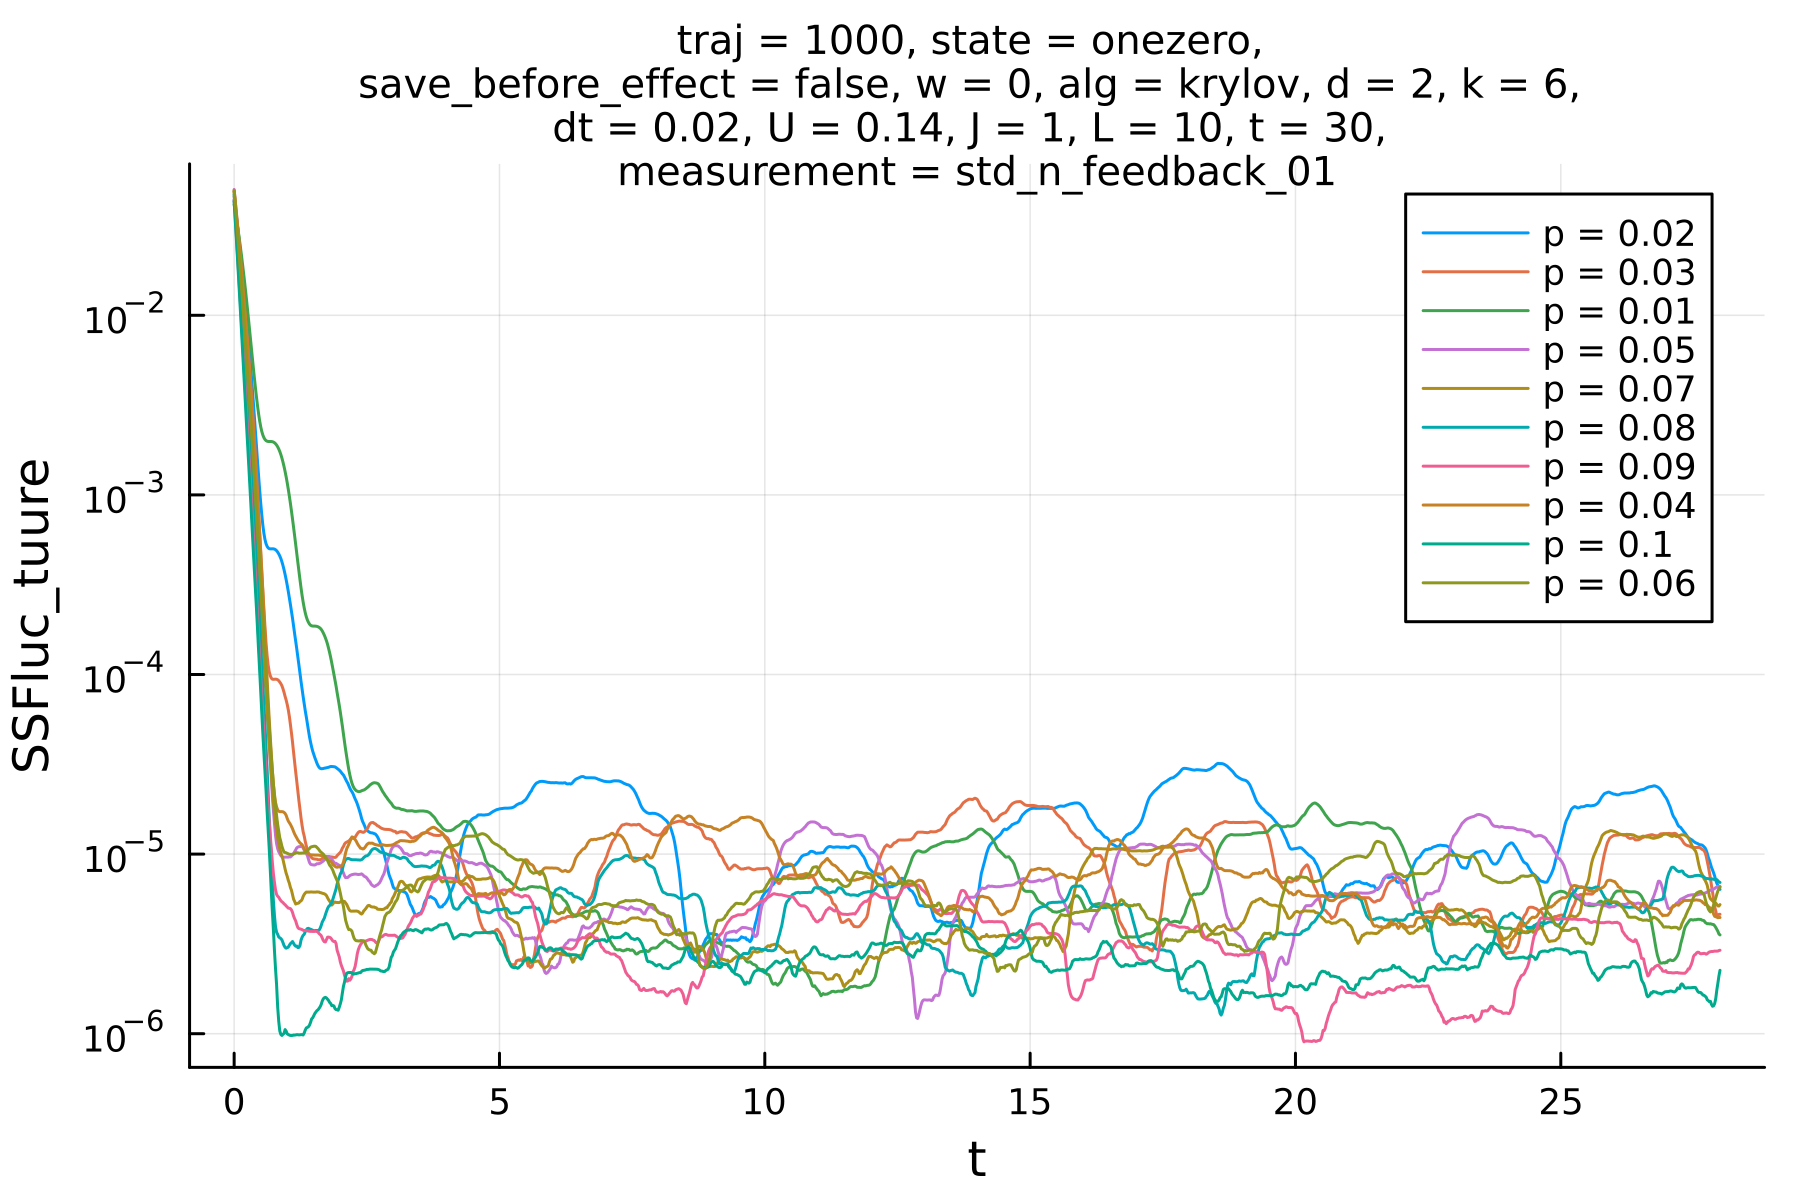 traj = 1000, state = onezero,
save_before_effect = false, w = 0, alg = krylov, d = 2, k = 6,
dt = 0.02, U = 0.14, J = 1, L = 10, t = 30,
measurement = std_n_feedback_01
p = 0.02
p = 0.03
p = 0.01
p = 0.05
p = 0.07
p = 0.08
p = 0.09
p = 0.04
p = 0.1
p = 0.06
SSFluc_tuure
10⁻²
10⁻³
10⁻⁴
10⁻⁵
10⁻⁶
0 5 10 15 20 25
t